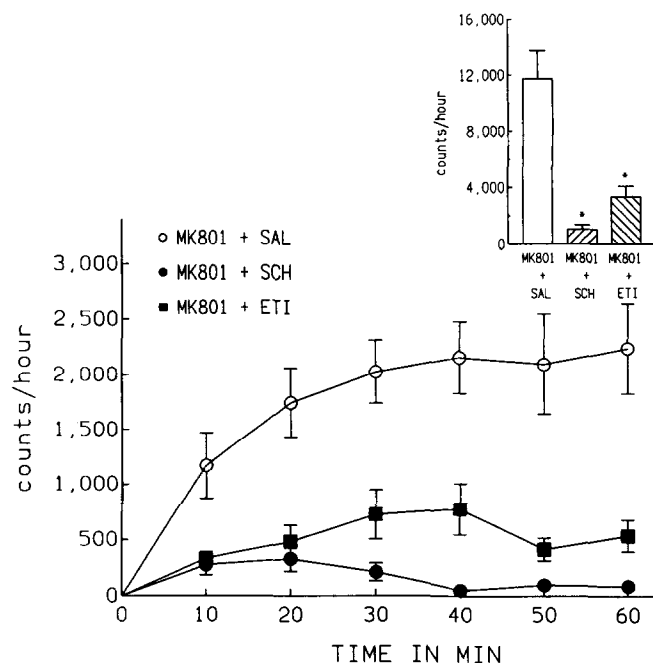 16,000
12,000
8,000
4,000
0
counts/hour
* *
MK801 MK801 MK801
+ + +
SAL SCH ETI
MK801 + SAL
MK801 + SCH
MK801 + ETI
3,000
2,500
2,000
1,500
1,000
500
0
counts/hour
0 10 20 30 40 50 60
TIME IN MIN